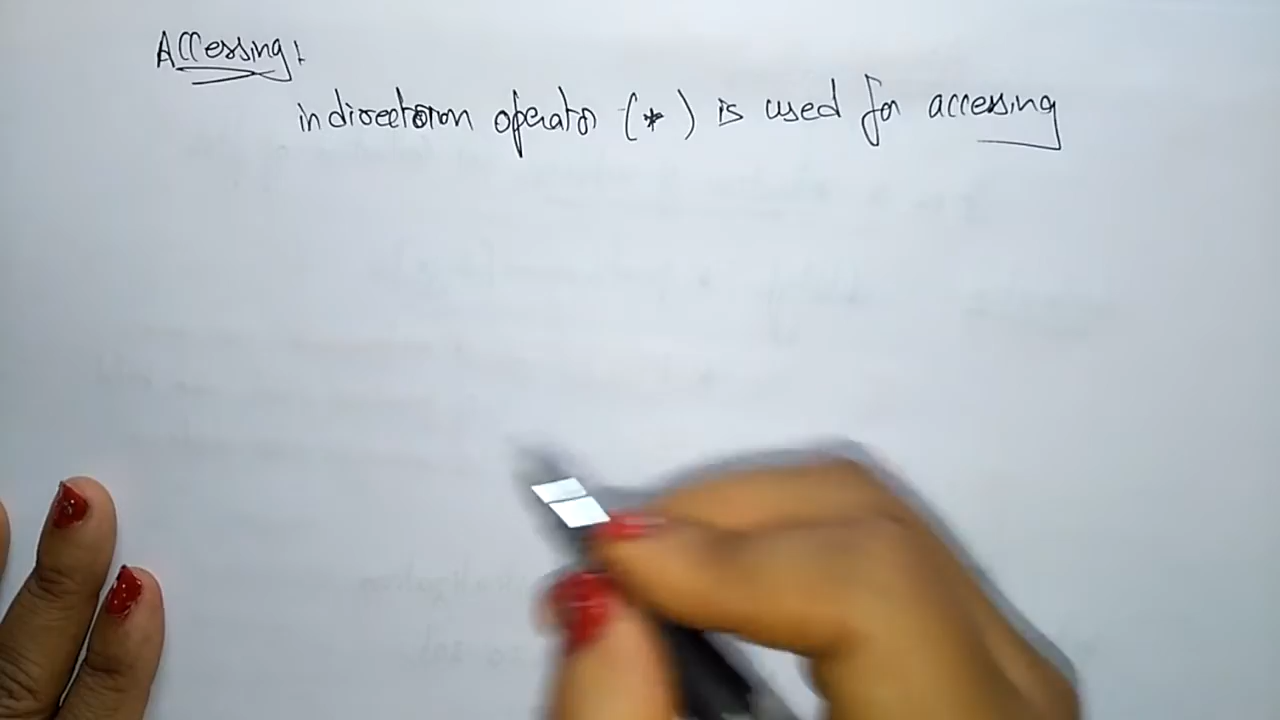 Accessing:
indirection operator (*) is used for accessing